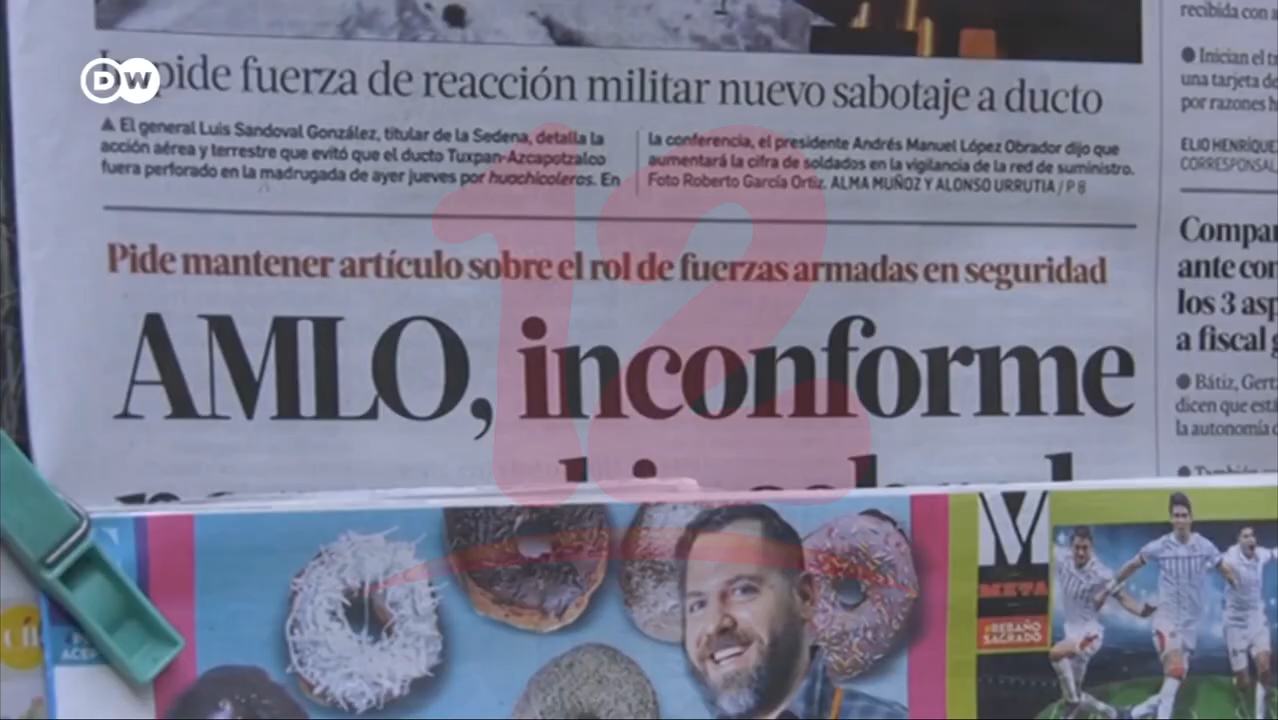 DW
pide fuerza de reacción militar nuevo sabotaje a ducto
▲ El general Luis Sandoval González, titular de la Sedena, detalla la
acción aérea y terrestre que evitó que el ducto Tuxpan-Azcapotzalco
fuera perforado en la madrugada de ayer jueves por huachicoleros. En
la conferencia, el presidente Andrés Manuel López Obrador dijo que
aumentará la cifra de soldados en la vigilancia de la red de suministro.
Foto Roberto García Ortiz. ALMA MUÑOZ Y ALONSO URRUTIA / P 8
Pide mantener artículo sobre el rol de fuerzas armadas en seguridad
AMLO, inconforme
12
recibida con
● Inician el
una tarjeta de
por razones
ELIO HENRÍQUE
CORRESPONSAL
Compar
ante con
los 3 asp
a fiscal
● Bátiz, Gert
dicen que está
la autonomía
● También
M
META
¡REBAÑO
SAGRADO